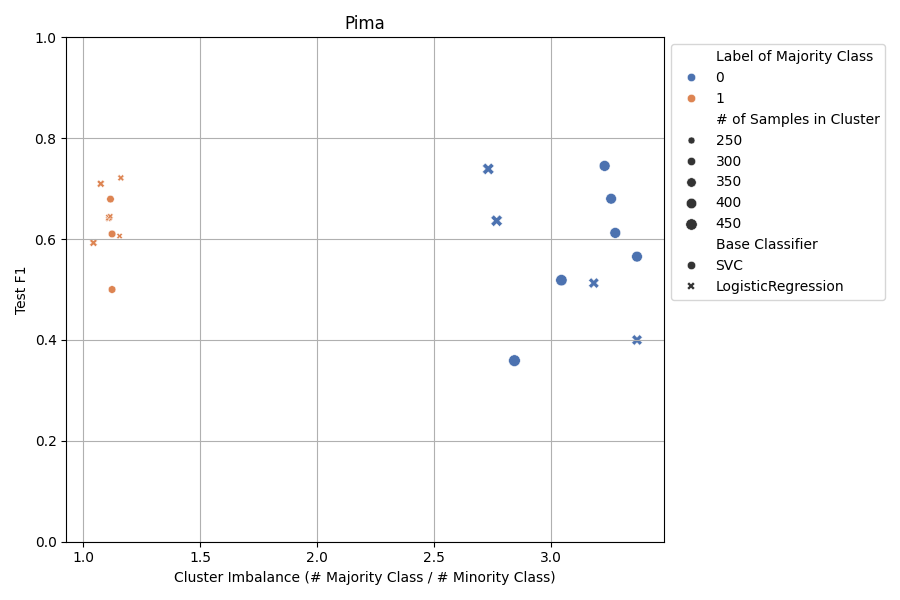 Pima
1.0
0.8
0.6
0.4
0.2
0.0
Test F1
1.0
1.5
2.0
2.5
3.0
Cluster Imbalance (# Majority Class / # Minority Class)
Label of Majority Class
0
1
# of Samples in Cluster
250
300
350
400
450
Base Classifier
SVC
LogisticRegression